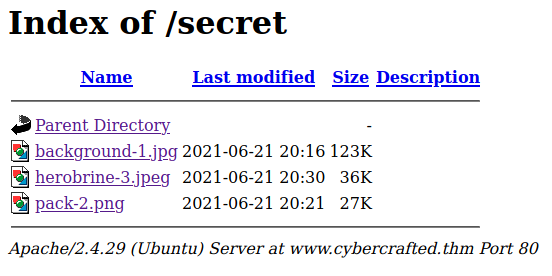 Index of /secret
Name Last modified Size Description
Parent Directory -
background-1.jpg 2021-06-21 20:16 123K
herobrine-3.jpeg 2021-06-21 20:30 36K
pack-2.png 2021-06-21 20:21 27K
Apache/2.4.29 (Ubuntu) Server at www.cybercrafted.thm Port 80